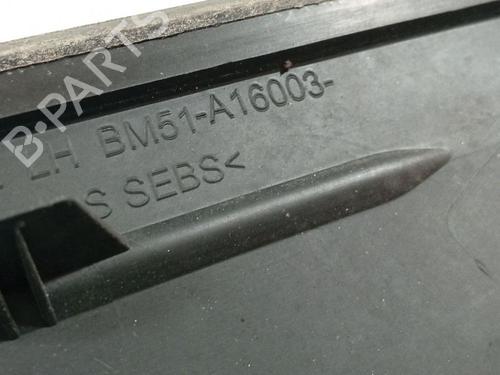 B·PARTS
LH BM51-A16003-
S SEBS<